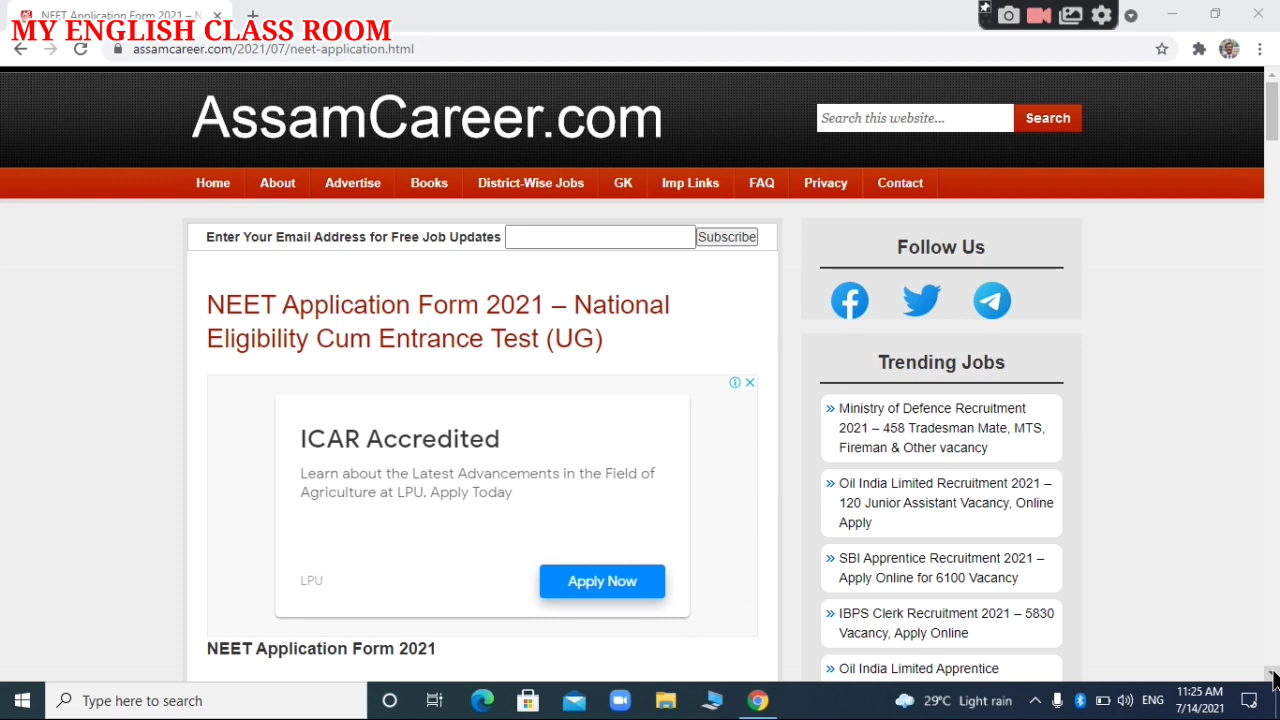 NEET Application Form 2021 – N
MY ENGLISH CLASS ROOM
assamcareer.com/2021/07/neet-application.html
AssamCareer.com
Search this website...
Search
Home
About
Advertise
Books
District-Wise Jobs
GK
Imp Links
FAQ
Privacy
Contact
Enter Your Email Address for Free Job Updates
Subscribe
NEET Application Form 2021 – National
Eligibility Cum Entrance Test (UG)
ICAR Accredited
Learn about the Latest Advancements in the Field of
Agriculture at LPU. Apply Today
LPU
Apply Now
NEET Application Form 2021
Follow Us
Trending Jobs
» Ministry of Defence Recruitment
2021 – 458 Tradesman Mate, MTS,
Fireman & Other vacancy
» Oil India Limited Recruitment 2021 –
120 Junior Assistant Vacancy, Online
Apply
» SBI Apprentice Recruitment 2021 –
Apply Online for 6100 Vacancy
» IBPS Clerk Recruitment 2021 – 5830
Vacancy, Apply Online
» Oil India Limited Apprentice
Type here to search
29°C Light rain
ENG
11:25 AM
7/14/2021